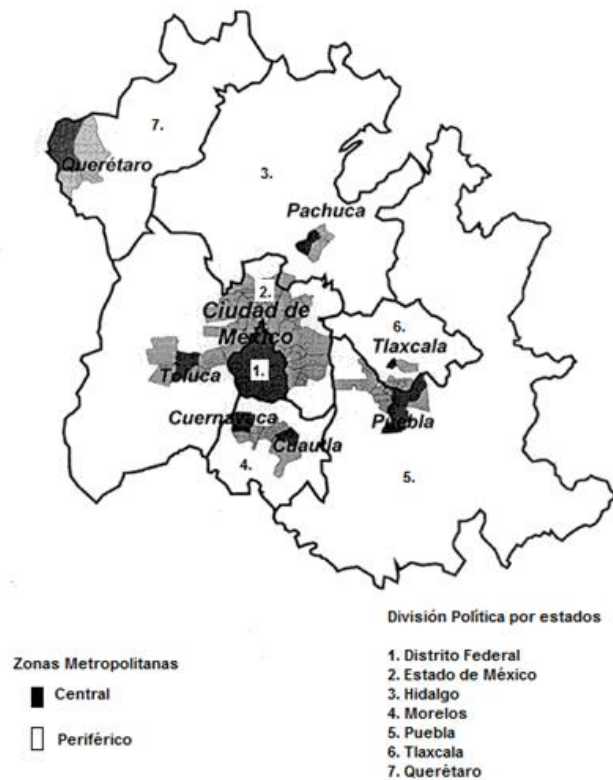 7.
Querétaro
3.
Pachuca
2.
Ciudad de
México
6.
Tlaxcala
Toluca
1.
Cuernavaca
Puebla
Cuautla
4.
5.
División Política por estados
Zonas Metropolitanas
Central
Periférico
1. Distrito Federal
2. Estado de México
3. Hidalgo
4. Morelos
5. Puebla
6. Tlaxcala
7. Querétaro